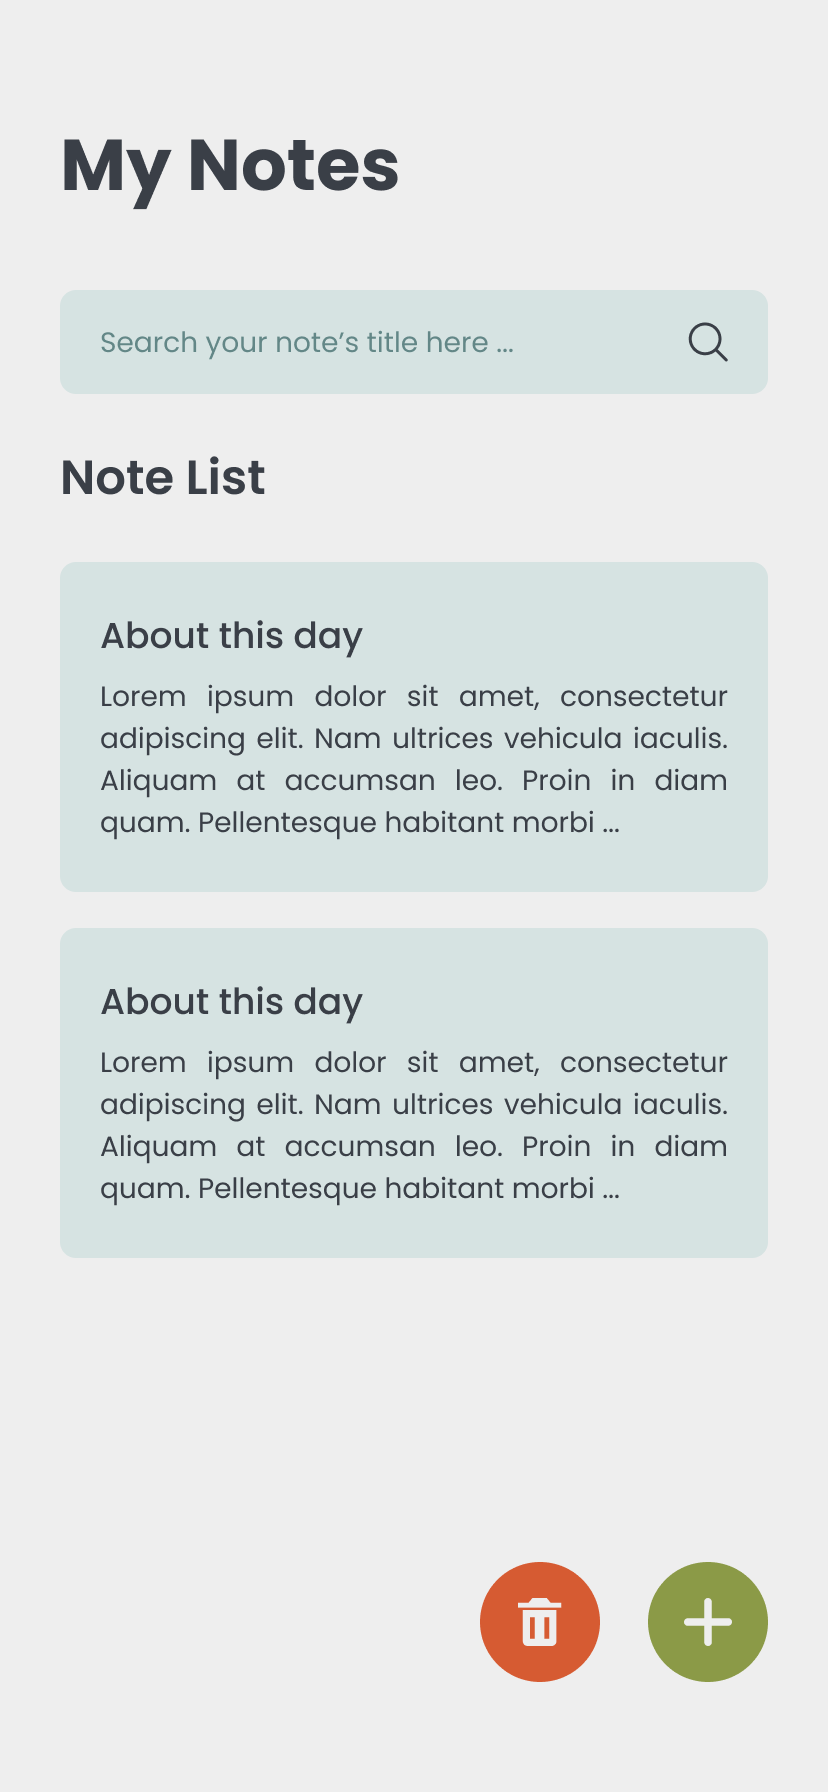 My Notes
Search your note’s title here ...
Note List
About this day
Lorem ipsum dolor sit amet, consectetur
adipiscing elit. Nam ultrices vehicula iaculis.
Aliquam at accumsan leo. Proin in diam
quam. Pellentesque habitant morbi ...
About this day
Lorem ipsum dolor sit amet, consectetur
adipiscing elit. Nam ultrices vehicula iaculis.
Aliquam at accumsan leo. Proin in diam
quam. Pellentesque habitant morbi ...